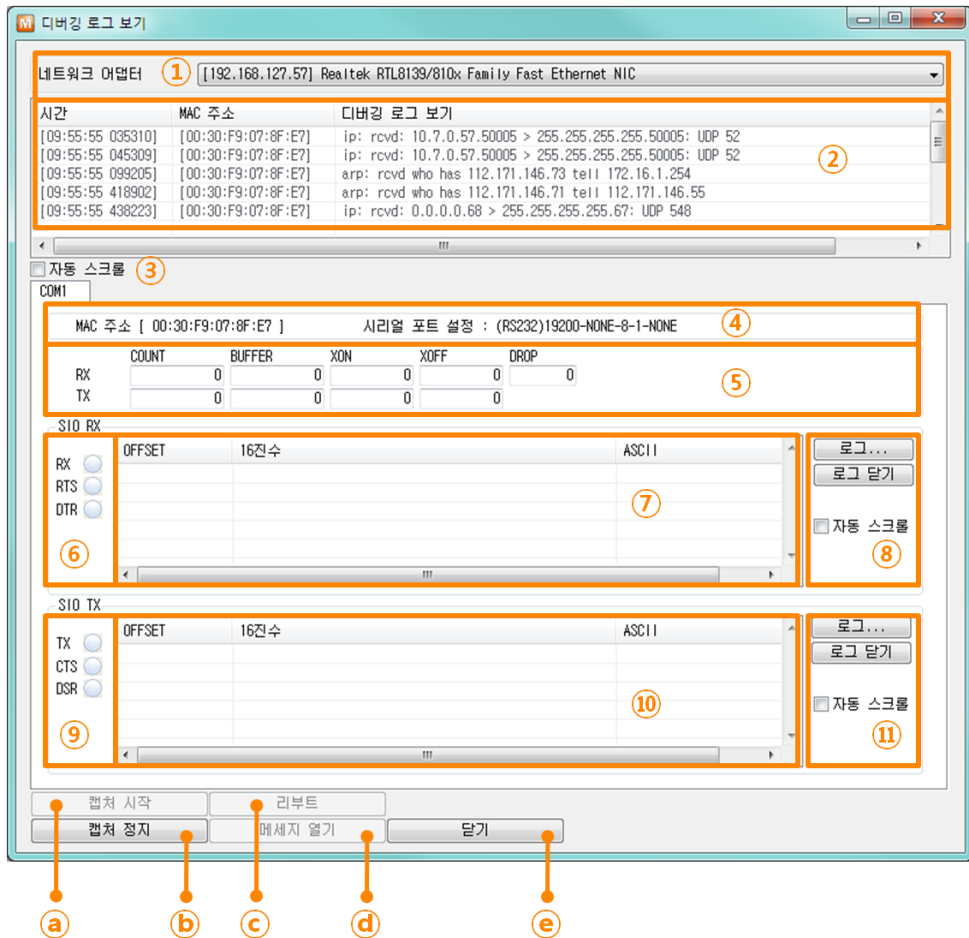 M 디버깅 로그 보기
네트워크 어댑터 ① [192.168.127.57] Realtek RTL8139/810x Family Fast Ethernet NIC
시간 MAC 주소 디버깅 로그 보기
[09:55:55 035310] [00:30:F9:07:8F:E7] ip: rcvd: 10.7.0.57.50005 > 255.255.255.255.50005: UDP 52
[09:55:55 045309] [00:30:F9:07:8F:E7] ip: rcvd: 10.7.0.57.50005 > 255.255.255.255.50005: UDP 52
②
[09:55:55 099205] [00:30:F9:07:8F:E7] arp: rcvd who has 112.171.146.73 tell 172.16.1.254
[09:55:55 418902] [00:30:F9:07:8F:E7] arp: rcvd who has 112.171.146.71 tell 112.171.146.55
[09:55:55 438223] [00:30:F9:07:8F:E7] ip: rcvd: 0.0.0.0.68 > 255.255.255.255.67: UDP 548
자동 스크롤 ③
COM1
MAC 주소 [ 00:30:F9:07:8F:E7 ] 시리얼 포트 설정 : (RS232)19200-NONE-8-1-NONE ④
COUNT BUFFER XON XOFF DROP
RX 0 0 0 0 0 ⑤
TX 0 0 0 0
SIO RX
OFFSET 16진수 ASCII
RX
RTS
DTR
⑥
⑦
로그...
로그 닫기
자동 스크롤
⑧
SIO TX
OFFSET 16진수 ASCII
TX
CTS
DSR
⑨
⑩
로그...
로그 닫기
자동 스크롤
⑪
캡처 시작 리부트
캡처 정지 메세지 열기 닫기
ⓐ ⓑ ⓒ ⓓ ⓔ